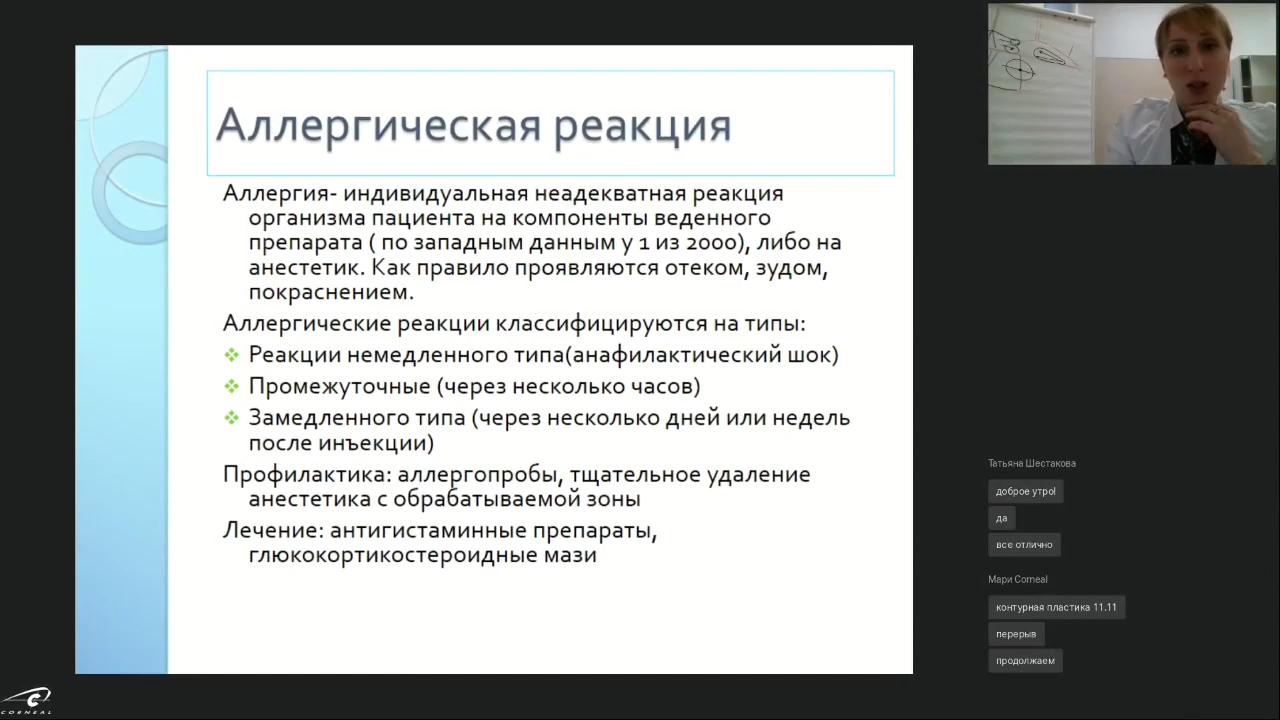 Аллергическая реакция
Аллергия- индивидуальная неадекватная реакция
организма пациента на компоненты веденного
препарата ( по западным данным у 1 из 2000), либо на
анестетик. Как правило проявляются отеком, зудом,
покраснением.
Аллергические реакции классифицируются на типы:
Реакции немедленного типа(анафилактический шок)
Промежуточные (через несколько часов)
Замедленного типа (через несколько дней или недель
после инъекции)
Профилактика: аллергопробы, тщательное удаление
анестетика с обрабатываемой зоны
Лечение: антигистаминные препараты,
глюкокортикостероидные мази
Татьяна Шестакова
доброе утро!
да
все отлично
Мари Corneal
контурная пластика 11.11
перерыв
продолжаем
CORNEAL